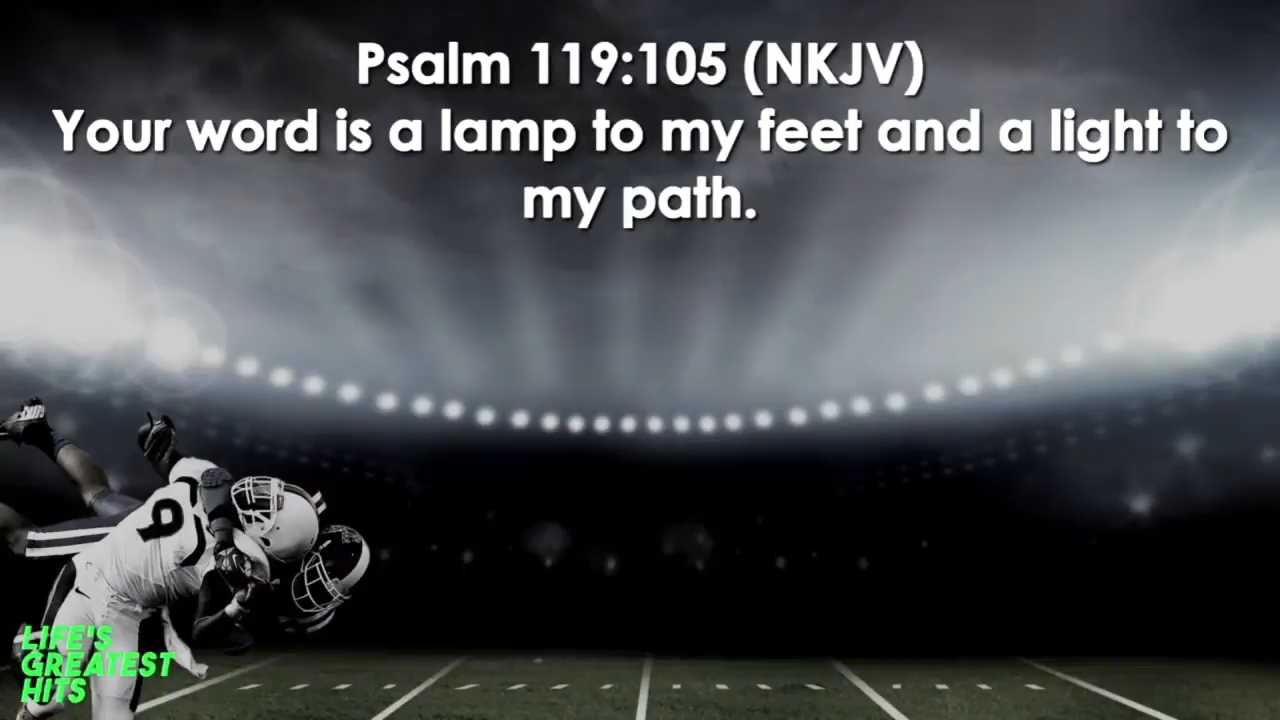 Psalm 119:105 (NKJV)
Your word is a lamp to my feet and a light to
my path.
9
LIFE'S
GREATEST
HITS